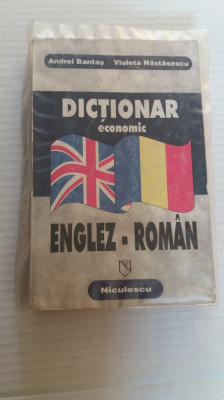 Andrei Bantaş Violeta Năstăsescu
DICŢIONAR
economic
ENGLEZ - ROMÂN
Niculescu